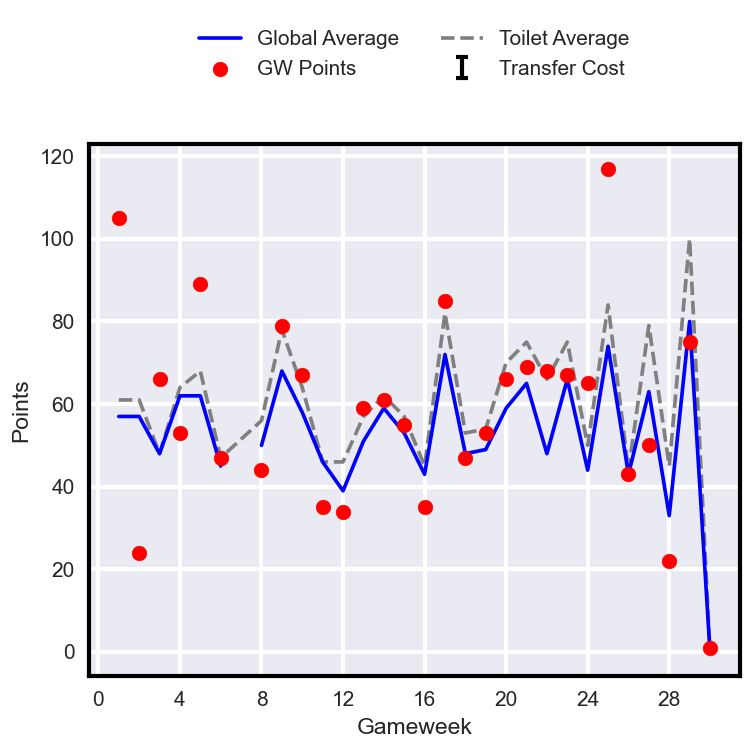 Global Average
Toilet Average
GW Points
Transfer Cost
120
100
80
60
40
20
0
Points
0 4 8 12 16 20 24 28
Gameweek